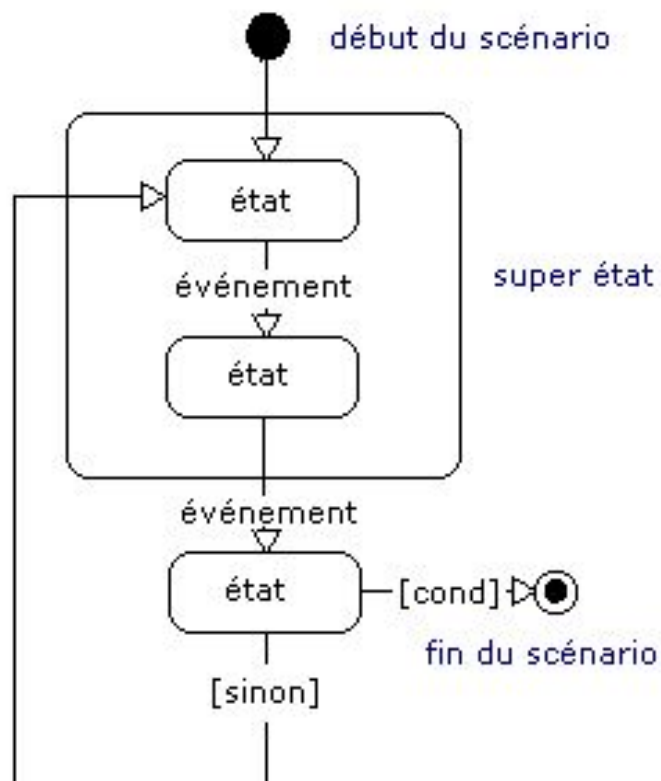 début du scénario
état
événement
super état
état
événement
état
[cond]
fin du scénario
[sinon]